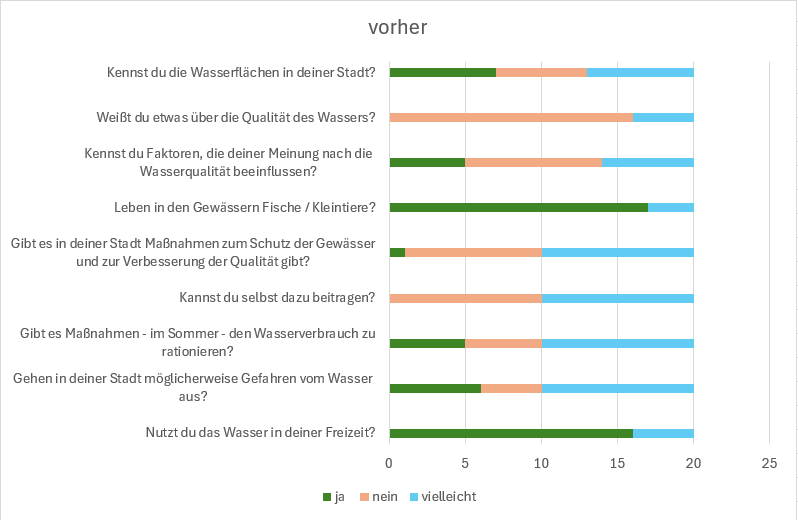 vorher
Kennst du die Wasserflächen in deiner Stadt?
Weißt du etwas über die Qualität des Wassers?
Kennst du Faktoren, die deiner Meinung nach die
Wasserqualität beeinflussen?
Leben in den Gewässern Fische / Kleintiere?
Gibt es in deiner Stadt Maßnahmen zum Schutz der Gewässer
und zur Verbesserung der Qualität gibt?
Kannst du selbst dazu beitragen?
Gibt es Maßnahmen - im Sommer - den Wasserverbrauch zu
rationieren?
Gehen in deiner Stadt möglicherweise Gefahren vom Wasser
aus?
Nutzt du das Wasser in deiner Freizeit?
0 5 10 15 20 25
ja nein vielleicht